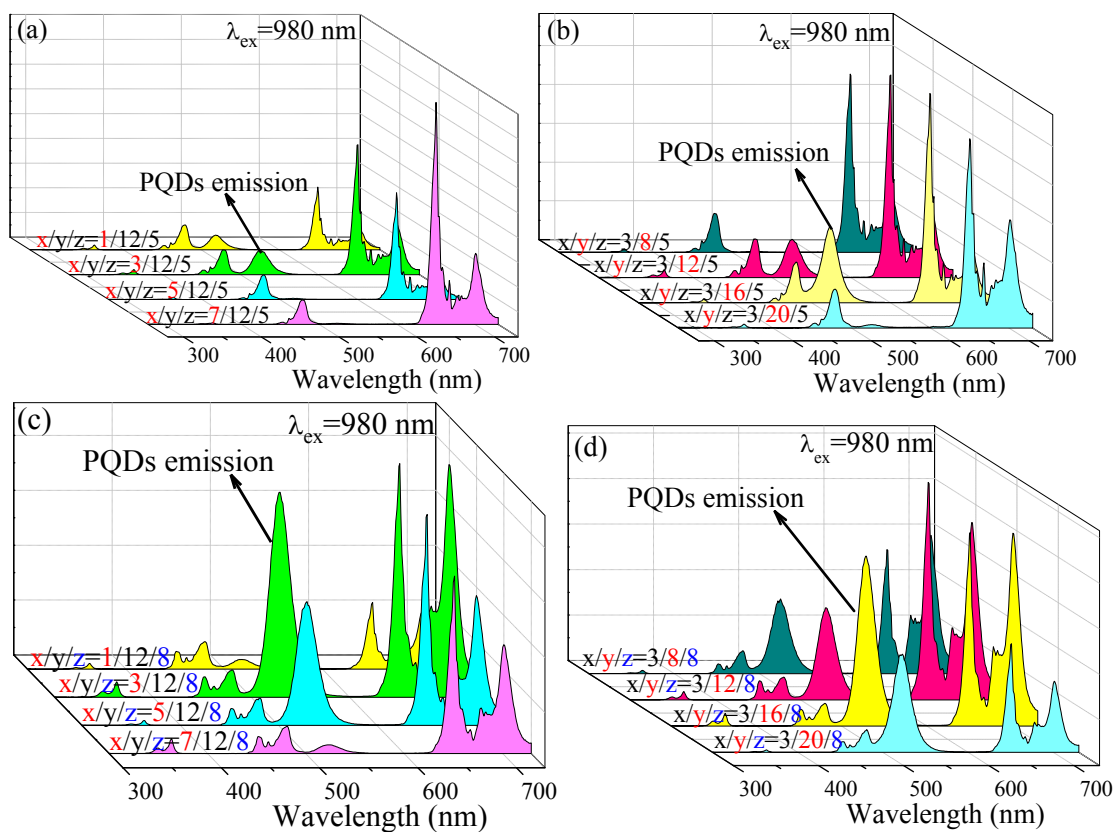 (a)
λex=980 nm
PQDs emission
x/y/z=1/12/5
x/y/z=3/12/5
x/y/z=5/12/5
x/y/z=7/12/5
300 400 500 600 700
Wavelength (nm)
(b)
λex=980 nm
PQDs emission
x/y/z=3/8/5
x/y/z=3/12/5
x/y/z=3/16/5
x/y/z=3/20/5
300 400 500 600 700
Wavelength (nm)
(c)
λex=980 nm
PQDs emission
x/y/z=1/12/8
x/y/z=3/12/8
x/y/z=5/12/8
x/y/z=7/12/8
300 400 500 600 700
Wavelength (nm)
(d)
λex=980 nm
PQDs emission
x/y/z=3/8/8
x/y/z=3/12/8
x/y/z=3/16/8
x/y/z=3/20/8
300 400 500 600 700
Wavelength (nm)